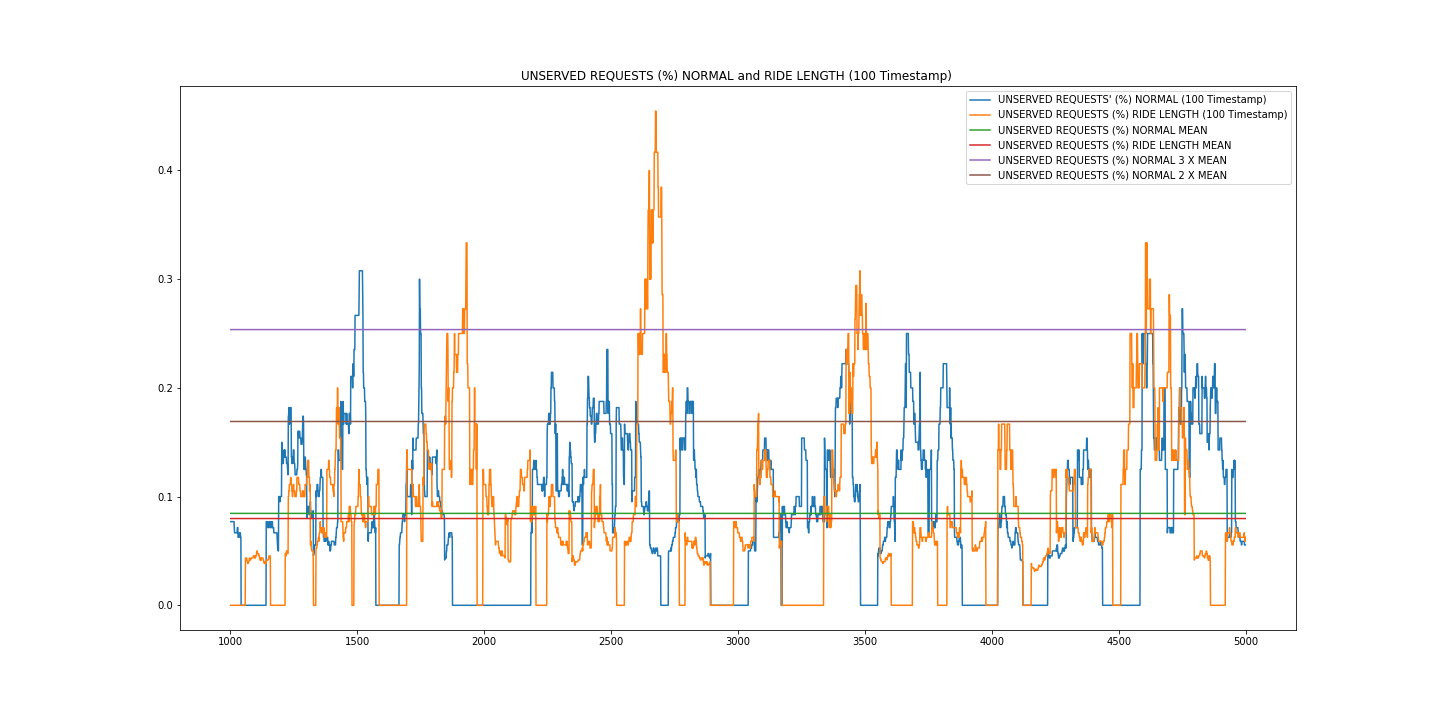 UNSERVED REQUESTS (%) NORMAL and RIDE LENGTH (100 Timestamp)
UNSERVED REQUESTS' (%) NORMAL (100 Timestamp)
UNSERVED REQUESTS (%) RIDE LENGTH (100 Timestamp)
UNSERVED REQUESTS (%) NORMAL MEAN
UNSERVED REQUESTS (%) RIDE LENGTH MEAN
UNSERVED REQUESTS (%) NORMAL 3 X MEAN
UNSERVED REQUESTS (%) NORMAL 2 X MEAN
0.4
0.3
0.2
0.1
0.0
1000 1500 2000 2500 3000 3500 4000 4500 5000